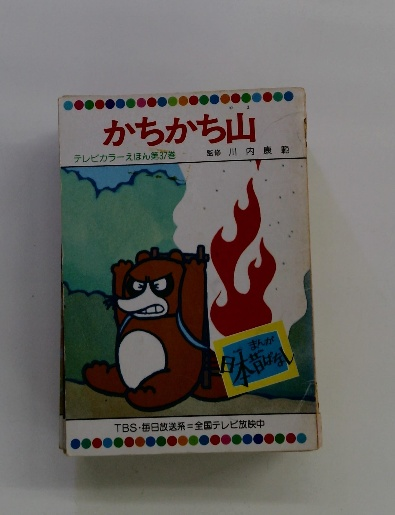 かちかち山
テレビカラーえほん第37巻
監修 川内康範
まんが
日本昔ばなし
TBS・毎日放送系=全国テレビ放映中